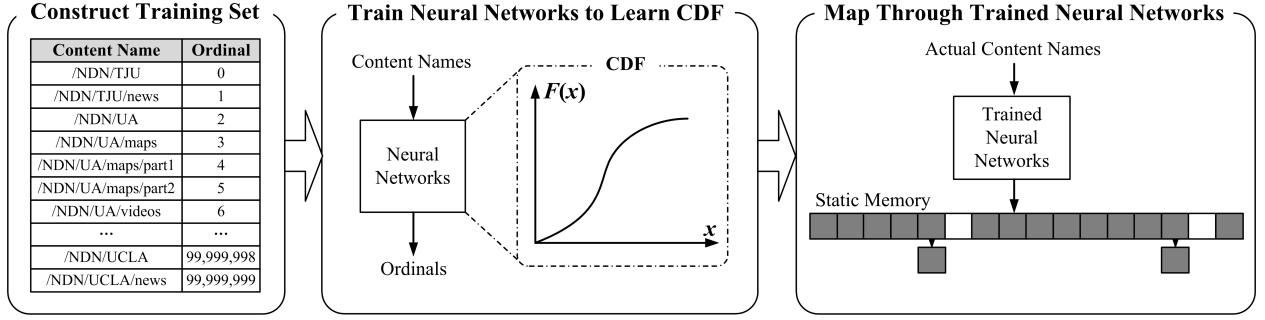 Construct Training Set
Content Name Ordinal
/NDN/TJU 0
/NDN/TJU/news 1
/NDN/UA 2
/NDN/UA/maps 3
/NDN/UA/maps/part1 4
/NDN/UA/maps/part2 5
/NDN/UA/videos 6
... ...
/NDN/UCLA 99,999,998
/NDN/UCLA/news 99,999,999
Train Neural Networks to Learn CDF
Content Names
Neural
Networks
Ordinals
CDF
F(x)
x
Map Through Trained Neural Networks
Actual Content Names
Trained
Neural
Networks
Static Memory